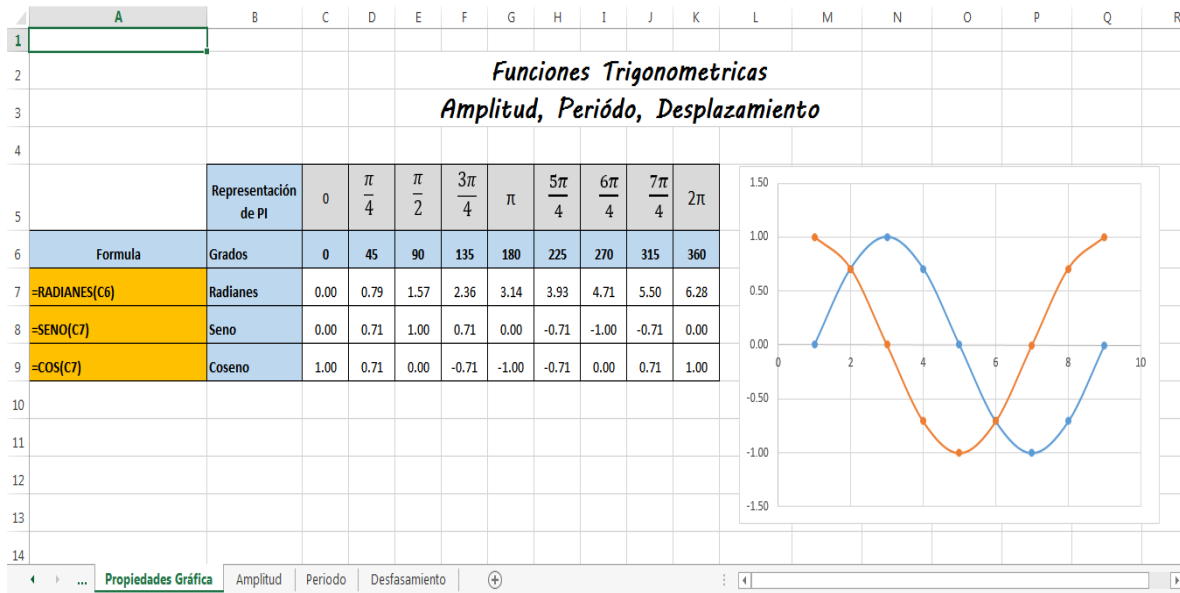 A B C D E F G H I J K L M N O P Q R
1
2 Funciones Trigonometricas
3 Amplitud, Periódo, Desplazamiento
4
5 Representación de PI 0 π/4 π/2 3π/4 π 5π/4 6π/4 7π/4 2π
6 Formula Grados 0 45 90 135 180 225 270 315 360
7 =RADIANES(C6) Radianes 0.00 0.79 1.57 2.36 3.14 3.93 4.71 5.50 6.28
8 =SENO(C7) Seno 0.00 0.71 1.00 0.71 0.00 -0.71 -1.00 -0.71 0.00
9 =COS(C7) Coseno 1.00 0.71 0.00 -0.71 -1.00 -0.71 0.00 0.71 1.00
10
11
12
13
14
1.50
1.00
0.50
0.00
0 2 4 6 8 10
-0.50
-1.00
-1.50
... Propiedades Gráfica Amplitud Periodo Desfasamiento